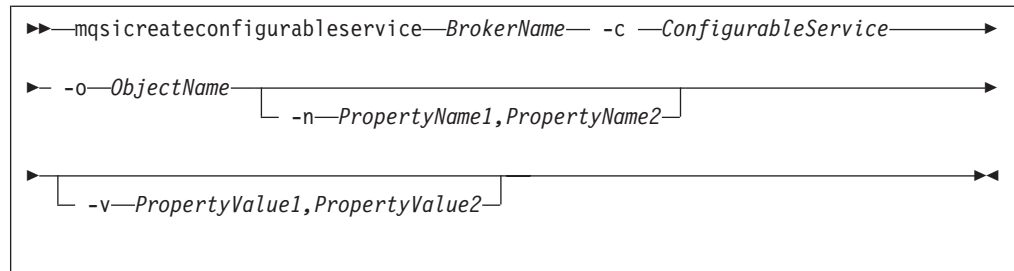 mqsicreateconfigurableservice BrokerName -c ConfigurableService
-o ObjectName
-n PropertyName1,PropertyName2
-v PropertyValue1,PropertyValue2